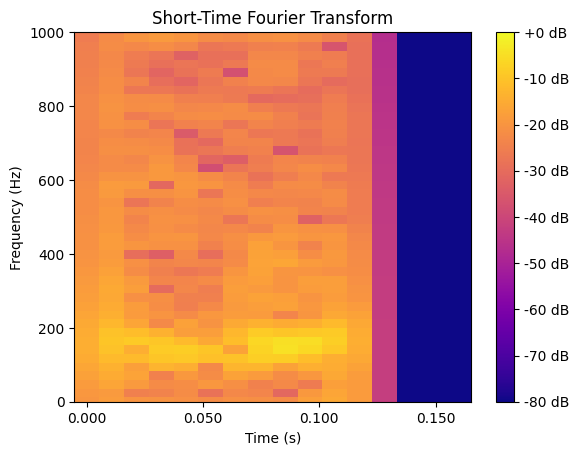 Short-Time Fourier Transform
Frequency (Hz)
1000
800
600
400
200
0
0.000
0.050
0.100
0.150
Time (s)
+0 dB
-10 dB
-20 dB
-30 dB
-40 dB
-50 dB
-60 dB
-70 dB
-80 dB